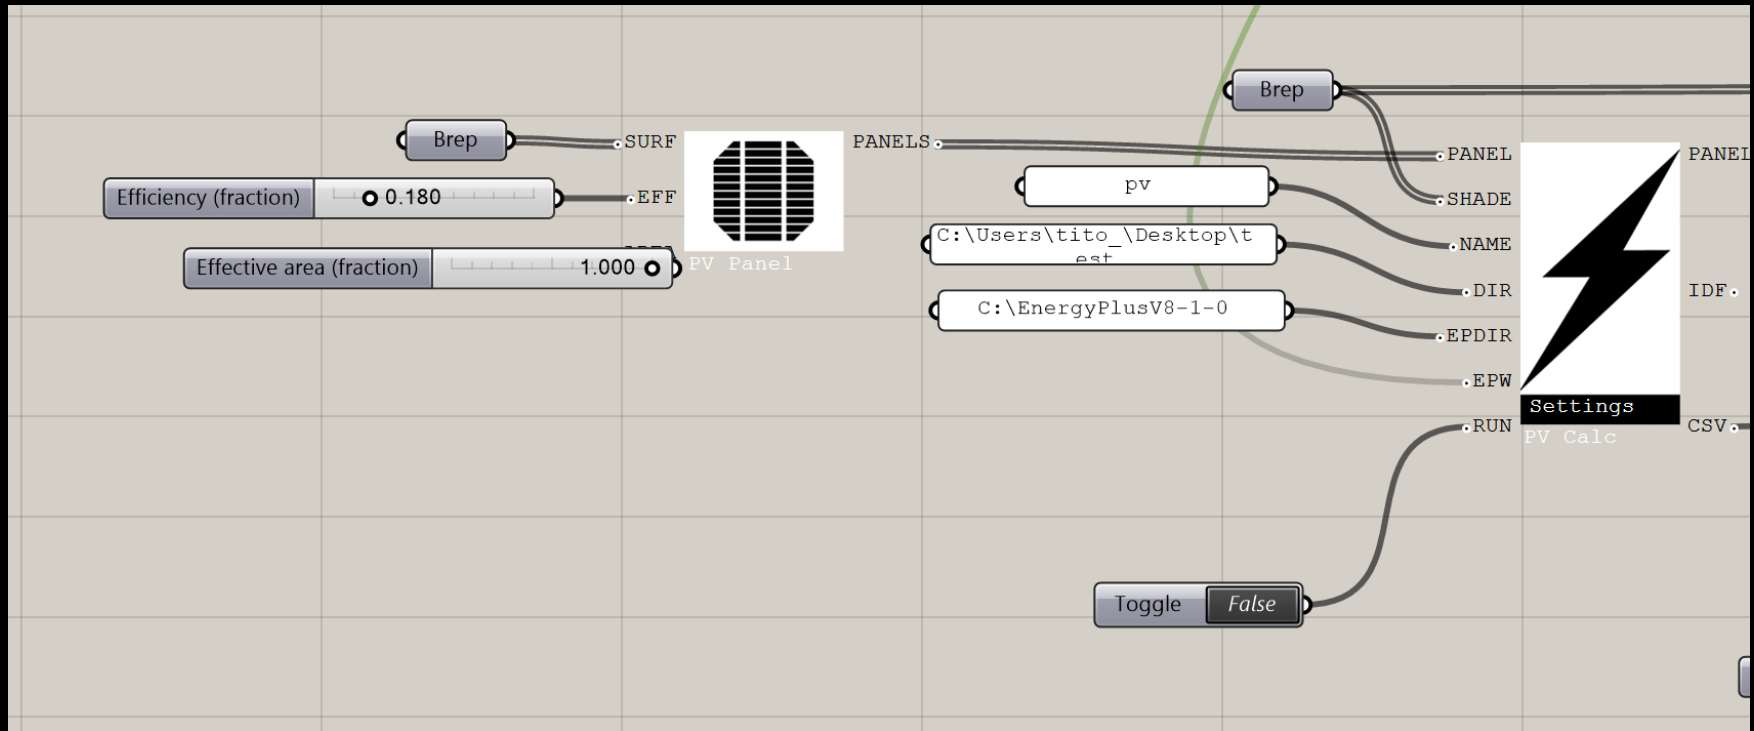 Brep
Brep
SURF
PANELS
PANEL
PANEL
Efficiency (fraction)
0.180
EFF
pv
SHADE
C:\Users\tito_\Desktop\t
est
NAME
Effective area (fraction)
1.000
PV Panel
DIR
IDF
C:\EnergyPlusV8-1-0
EPDIR
EPW
Settings
RUN
CSV
PV Calc
Toggle
False